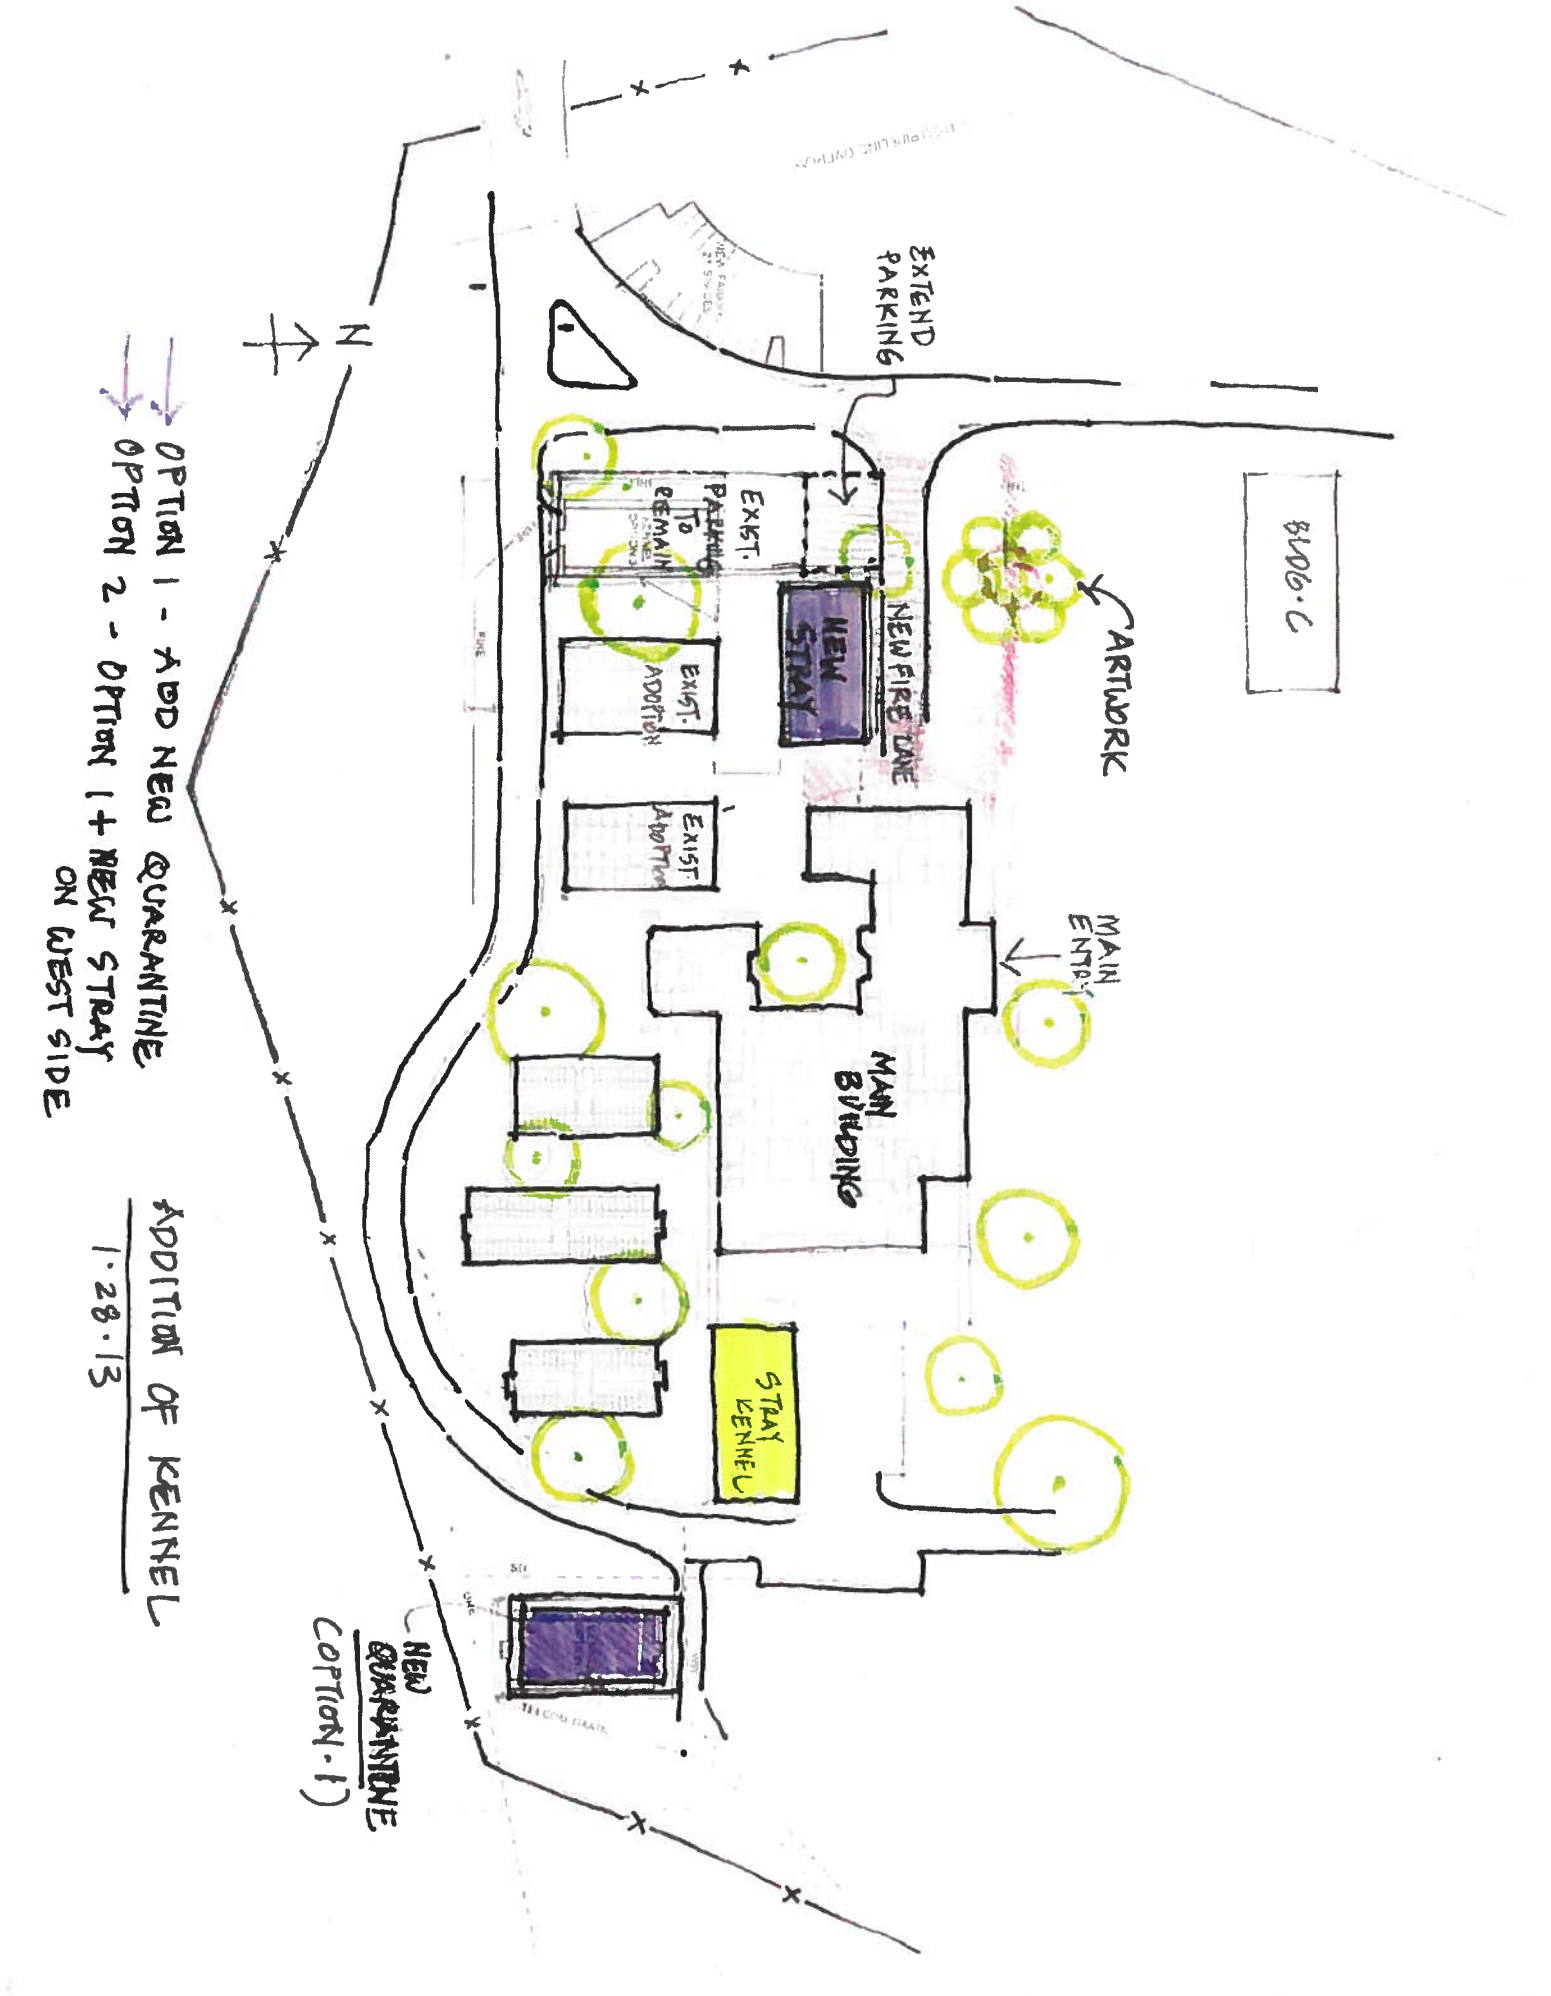 EXTEND
PARKING
BLDG. C
ARTWORK
EXIST.
PARKING
TO
REMAIN
NEW
STRAY
NEW FIRE LANE
EXIST.
ADOPTION
EXIST.
ADOPTION
MAIN
ENTRY
MAIN
BUILDING
STRAY
KENNEL
NEW
QUARANTINE
(OPTION.1)
N
OPTION 1 - ADD NEW QUARANTINE
OPTION 2 - OPTION 1 + NEW STRAY
ON WEST SIDE
ADDITION OF KENNEL
1.28.13